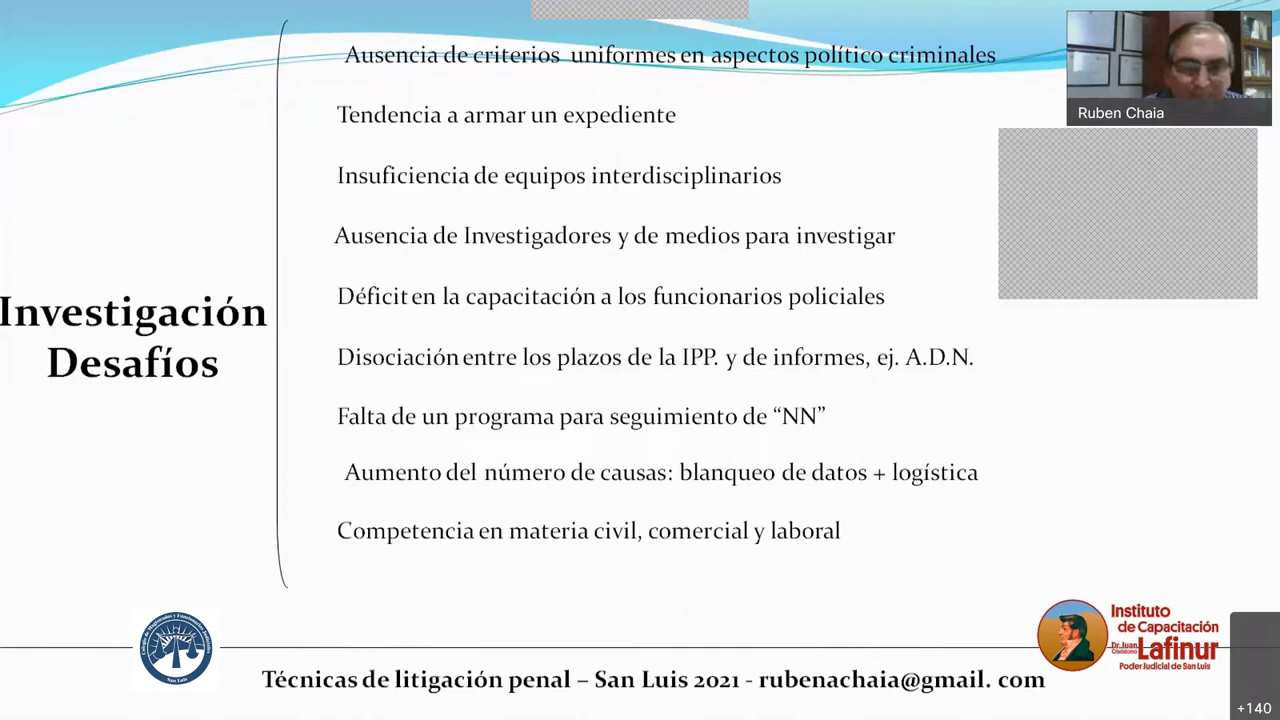 Ausencia de criterios uniformes en aspectos político criminales
Ruben Chaia
Tendencia a armar un expediente
Insuficiencia de equipos interdisciplinarios
Ausencia de Investigadores y de medios para investigar
Déficit en la capacitación a los funcionarios policiales
Investigación
Desafíos
Disociación entre los plazos de la IPP. y de informes, ej. A.D.N.
Falta de un programa para seguimiento de “NN”
Aumento del número de causas: blanqueo de datos + logística
Competencia en materia civil, comercial y laboral
San Luis
Instituto
de Capacitación
Dr. Juan Crisóstomo
Lafinur
Poder Judicial de San Luis
Técnicas de litigación penal – San Luis 2021 - rubenachaia@gmail. com
+140